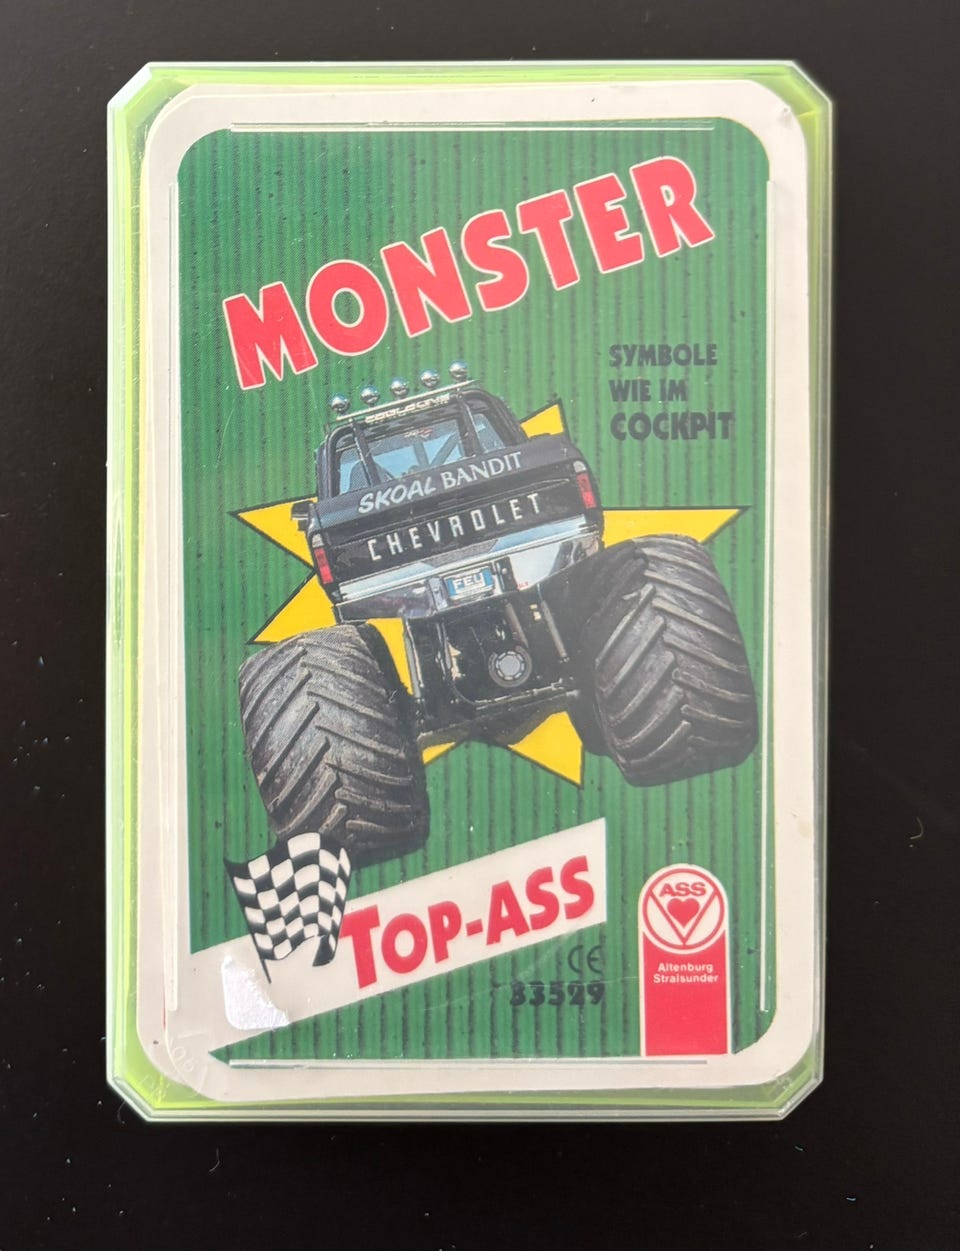 MONSTER
SYMBOLE
WIE IM
COCKPIT
SKOAL BANDIT
CHEVROLET
TOP-ASS
CE
33529
ASS
Altenburg
Stralsunder